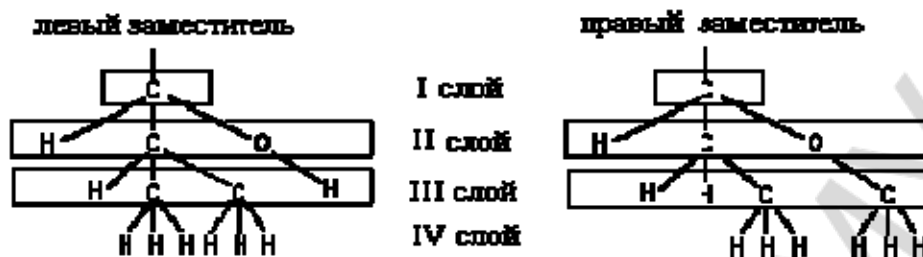 левый заместитель правый заместитель
C I слой C
H C O II слой H C O
H C C H III слой H H C C
H H H H H H IV слой H H H H H H